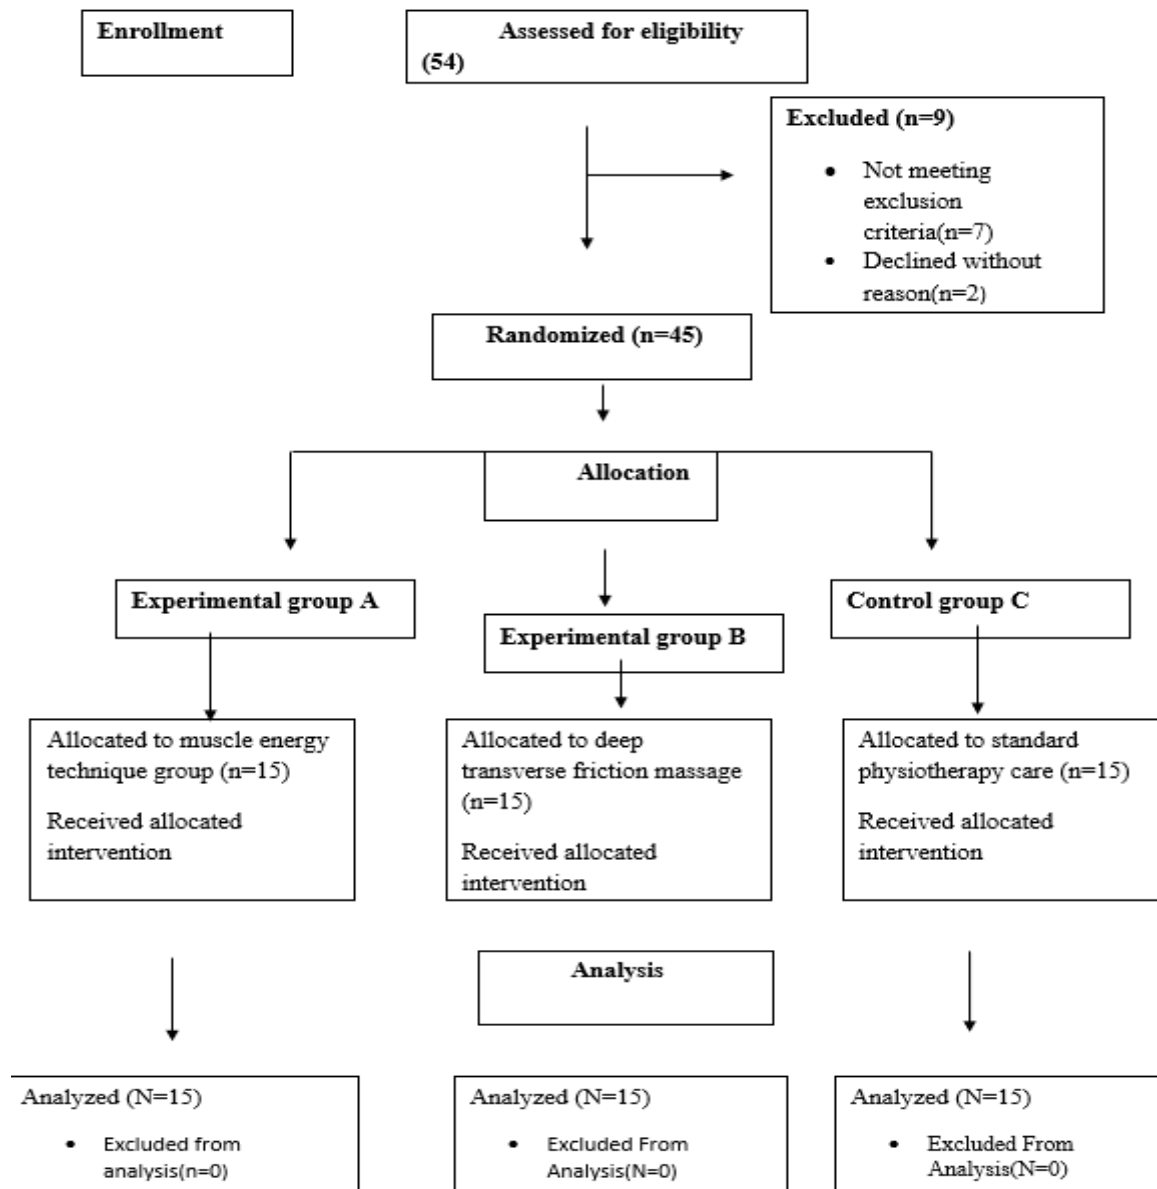 Enrollment
Assessed for eligibility
(54)
Excluded (n=9)
• Not meeting
exclusion
criteria(n=7)
• Declined without
reason(n=2)
Randomized (n=45)
Allocation
Experimental group A
Experimental group B
Control group C
Allocated to muscle energy
technique group (n=15)
Received allocated
intervention
Allocated to deep
transverse friction massage
(n=15)
Received allocated
intervention
Allocated to standard
physiotherapy care (n=15)
Received allocated
intervention
Analysis
Analyzed (N=15)
• Excluded from
analysis(n=0)
Analyzed (N=15)
• Excluded From
Analysis(N=0)
Analyzed (N=15)
• Excluded From
Analysis(N=0)